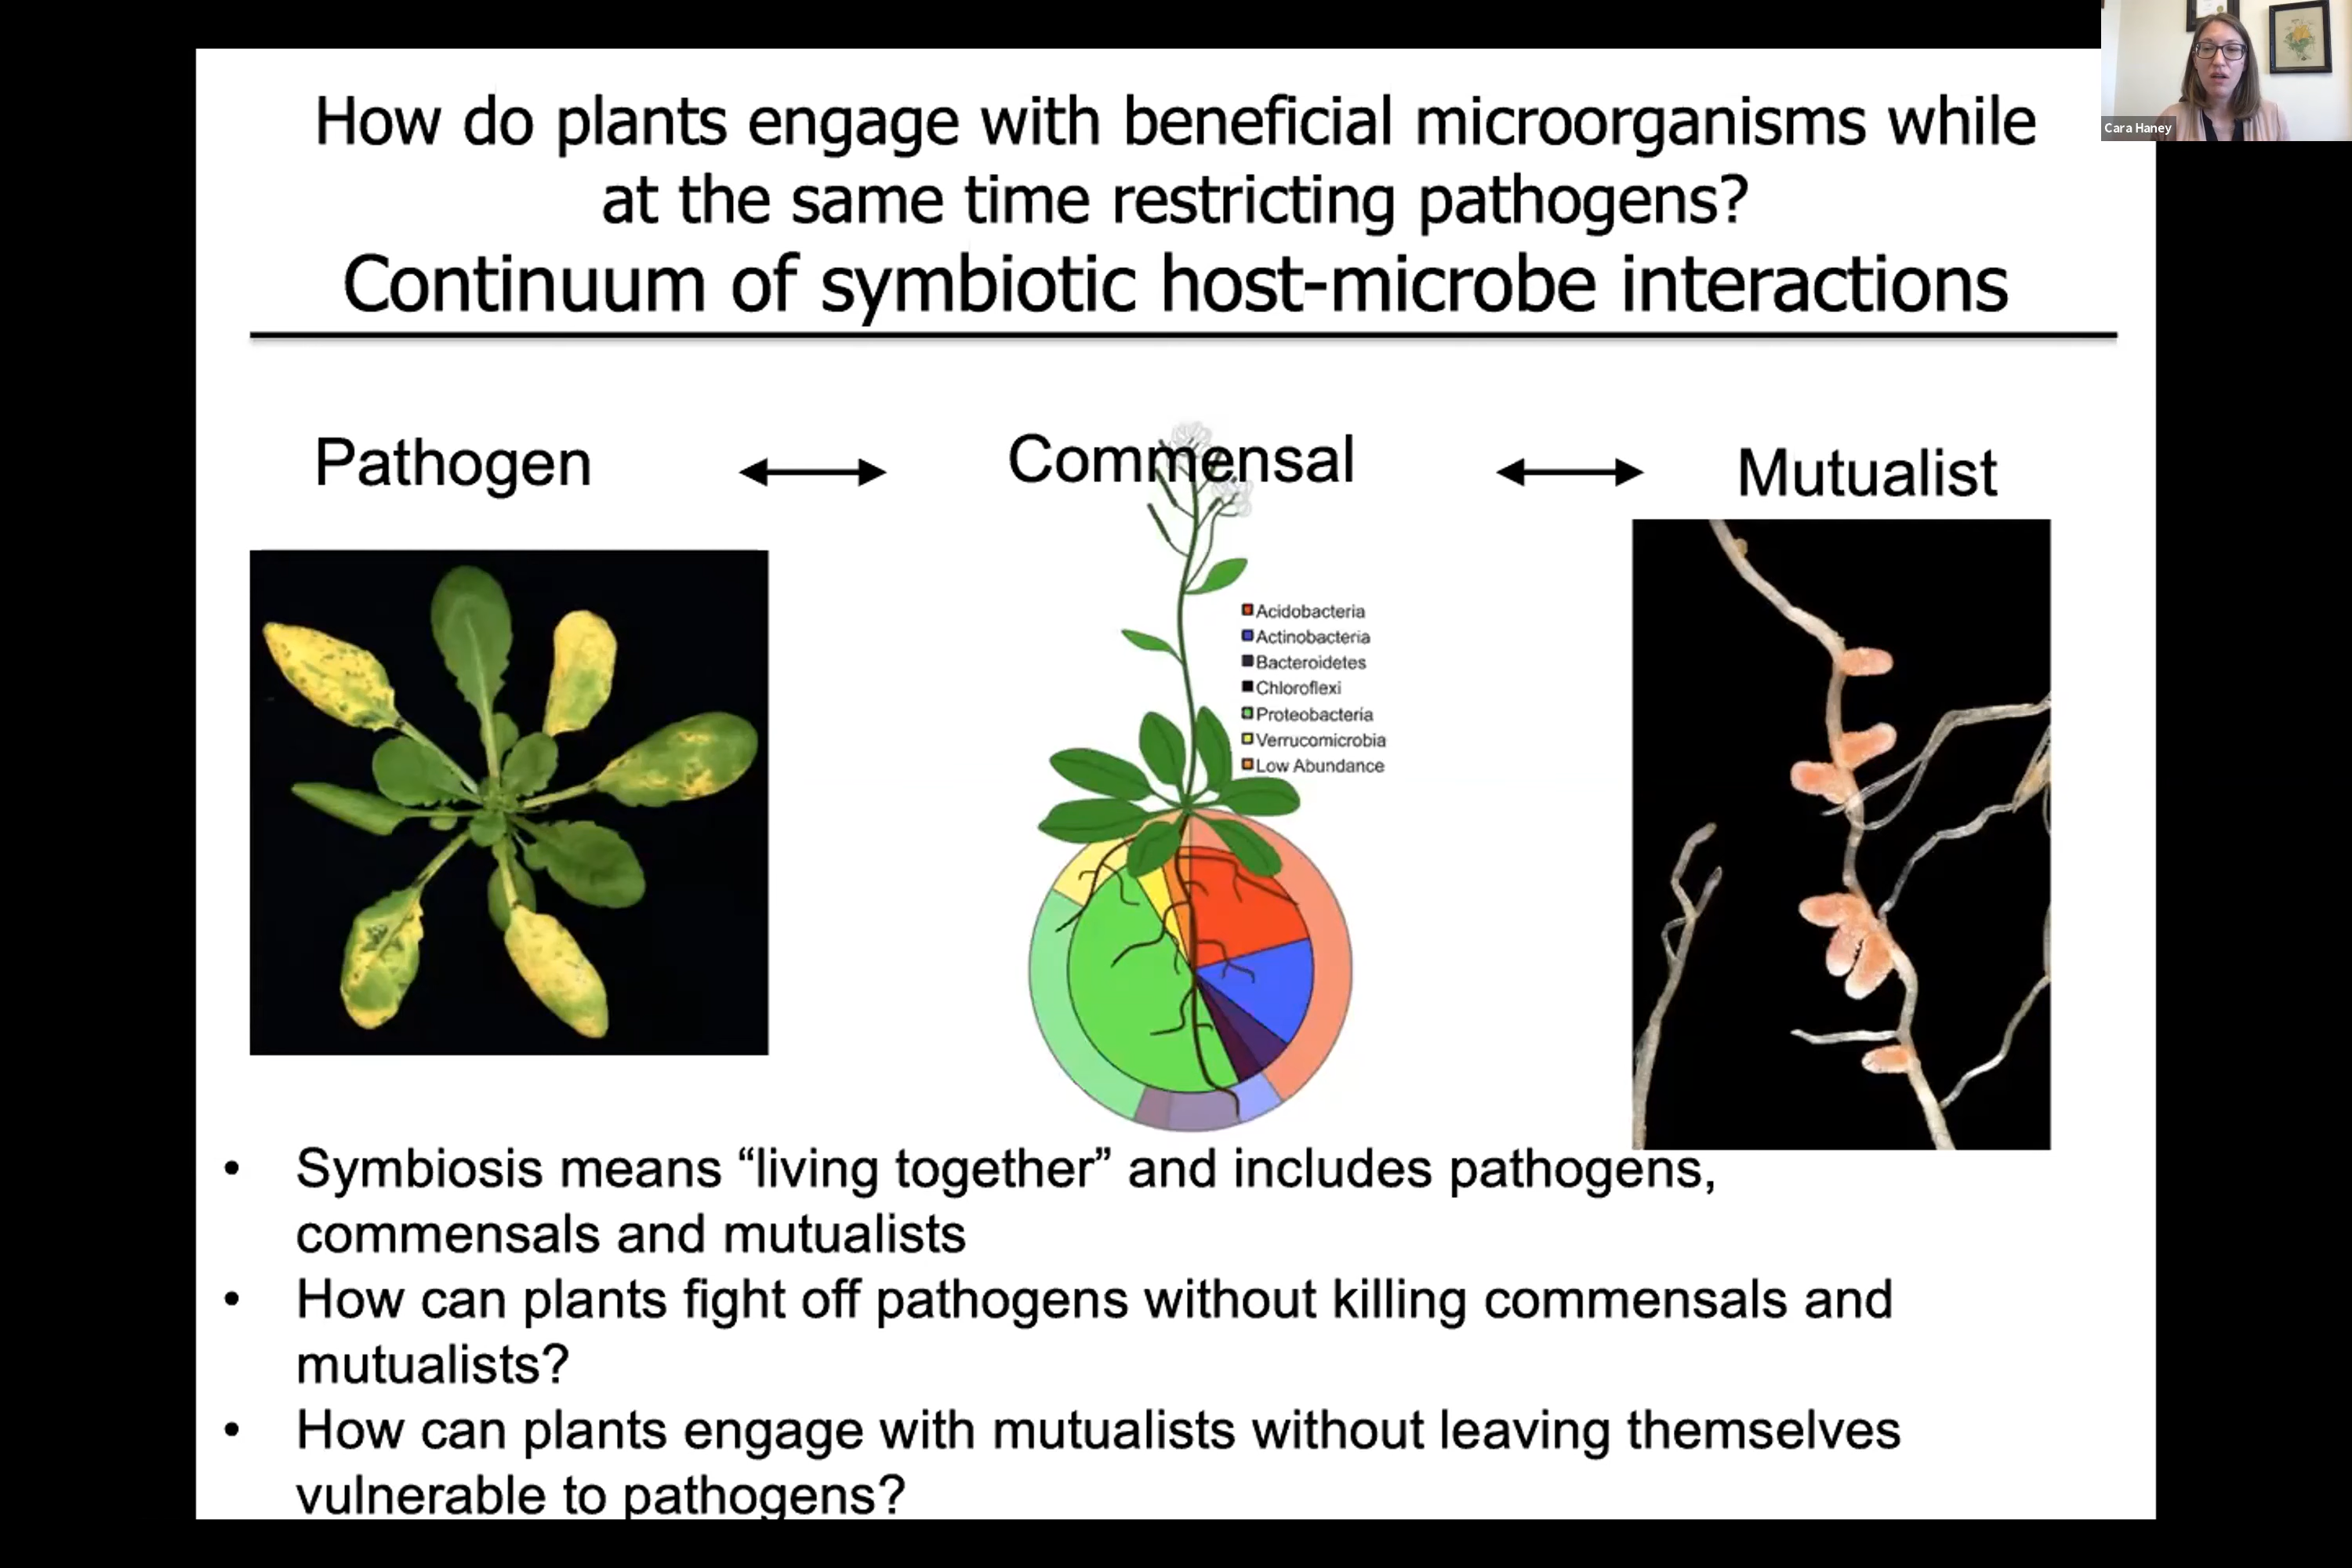 Cara Haney
How do plants engage with beneficial microorganisms while
at the same time restricting pathogens?
Continuum of symbiotic host-microbe interactions
Pathogen
Commensal
Mutualist
Acidobacteria
Actinobacteria
Bacteroidetes
Chloroflexi
Proteobacteria
Verrucomicrobia
Low Abundance
• Symbiosis means “living together” and includes pathogens,
commensals and mutualists
• How can plants fight off pathogens without killing commensals and
mutualists?
• How can plants engage with mutualists without leaving themselves
vulnerable to pathogens?